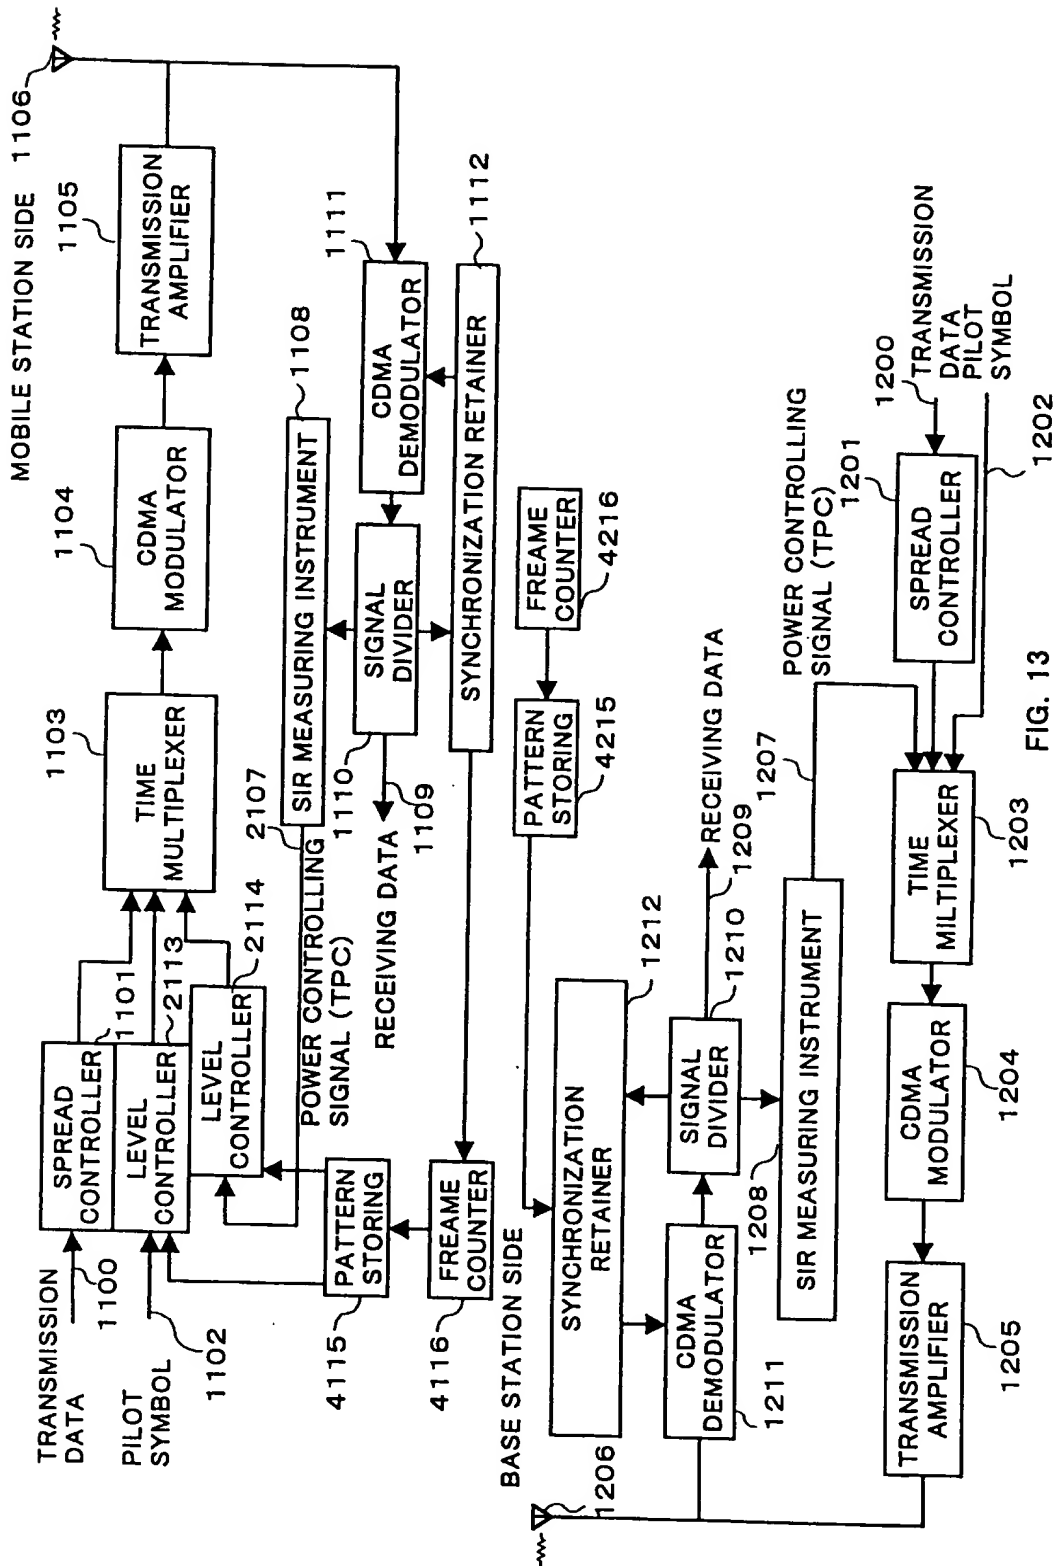 MOBILE STATION SIDE 1106
TRANSMISSION
DATA
1100
SPREAD
CONTROLLER
1101
PILOT
SYMBOL
1102
LEVEL
CONTROLLER
2113
LEVEL
CONTROLLER
2114
TIME
MULTIPLEXER
1103
CDMA
MODULATOR
1104
TRANSMISSION
AMPLIFIER
1105
2107
POWER CONTROLLING
SIGNAL (TPC)
SIR MEASURING INSTRUMENT
1108
PATTERN
STORING
4115
RECEIVING DATA
1109
1110
SIGNAL
DIVIDER
CDMA
DEMODULATOR
1111
FREAME
COUNTER
4116
SYNCHRONIZATION RETAINER
1112
BASE STATION SIDE
1206
PATTERN
STORING
4215
FREAME
COUNTER
4216
SYNCHRONIZATION
RETAINER
1212
CDMA
DEMODULATOR
1211
SIGNAL
DIVIDER
1210
RECEIVING DATA
1209
1208
SIR MEASURING INSTRUMENT
1207
POWER CONTROLLING
SIGNAL (TPC)
TRANSMISSION
AMPLIFIER
1205
CDMA
MODULATOR
1204
TIME
MILTIPLEXER
1203
SPREAD
CONTROLLER
1201
1200
TRANSMISSION
DATA
PILOT
SYMBOL
1202
FIG. 13